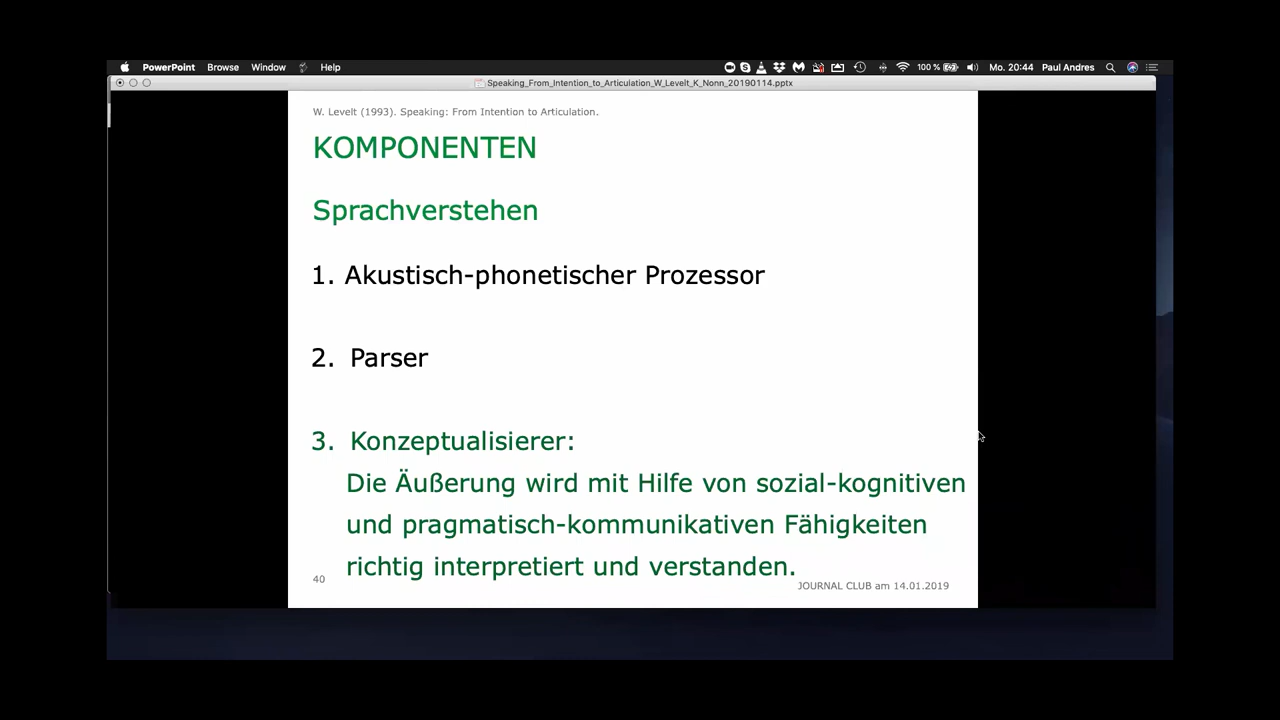 PowerPoint Browse Window Help 100 % Mo. 20:44 Paul Andres
Speaking_From_Intention_to_Articulation_W_Levelt_K_Nonn_20190114.pptx
W. Levelt (1993). Speaking: From Intention to Articulation.
KOMPONENTEN
Sprachverstehen
1. Akustisch-phonetischer Prozessor
2. Parser
3. Konzeptualisierer:
Die Äußerung wird mit Hilfe von sozial-kognitiven
und pragmatisch-kommunikativen Fähigkeiten
richtig interpretiert und verstanden.
40
JOURNAL CLUB am 14.01.2019